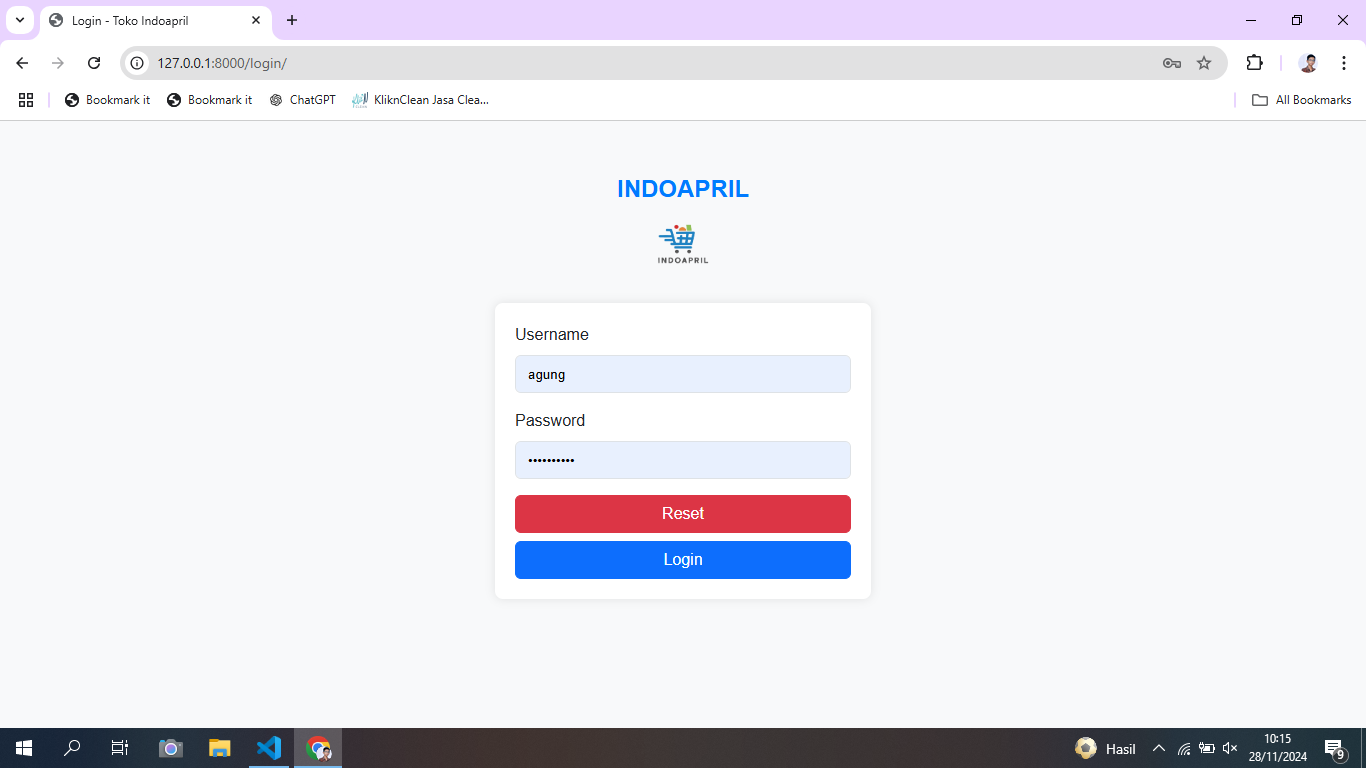 Login - Toko Indoapril
127.0.0.1:8000/login/
Bookmark it
Bookmark it
ChatGPT
KliknClean Jasa Clea...
All Bookmarks
INDOAPRIL
INDOAPRIL
Username
agung
Password
••••••••••
Reset
Login
Hasil
10:15
28/11/2024
9